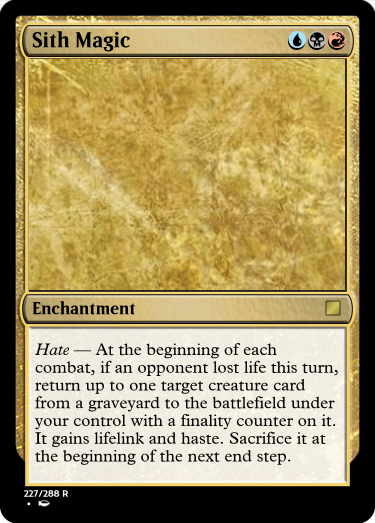 Sith Magic
Enchantment
Hate — At the beginning of each
combat, if an opponent lost life this turn,
return up to one target creature card
from a graveyard to the battlefield under
your control with a finality counter on it.
It gains lifelink and haste. Sacrifice it at
the beginning of the next end step.
227/288 R